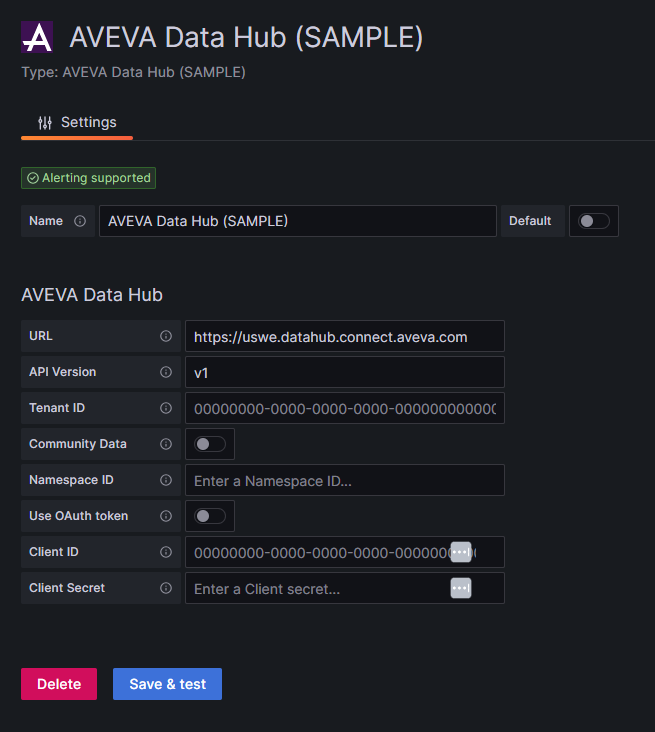 AVEVA Data Hub (SAMPLE)
Type: AVEVA Data Hub (SAMPLE)
Settings
Alerting supported
Name AVEVA Data Hub (SAMPLE) Default
AVEVA Data Hub
URL https://uswe.datahub.connect.aveva.com
API Version v1
Tenant ID 00000000-0000-0000-0000-000000000000
Community Data
Namespace ID Enter a Namespace ID...
Use OAuth token
Client ID 00000000-0000-0000-0000-0000000
Client Secret Enter a Client secret...
Delete Save & test